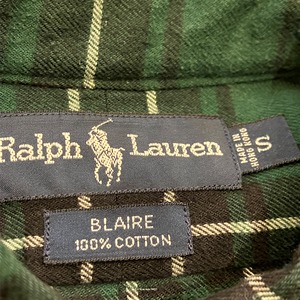 Ralph Lauren
MADE IN
HONG KONG
S
BLAIRE
100% COTTON